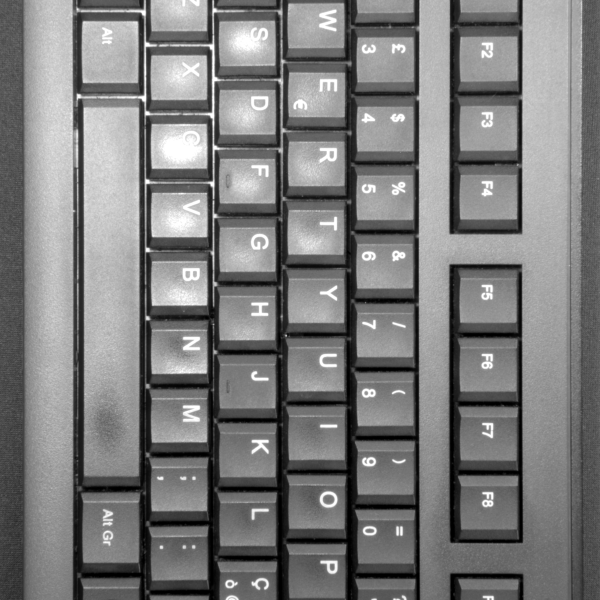 F2 F3 F4 F5 F6 F7 F8
£ $ % & / ( ) =
3 4 5 6 7 8 9 0
W E R T Y U I O P
€
S D F G H J K L Ç
Z X C V B N M ; :
, .
Alt Alt Gr